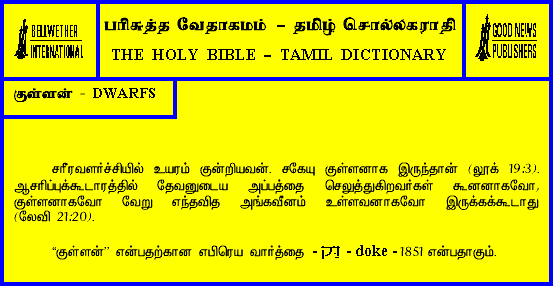 BELLWETHER
INTERNATIONAL
பரிசுத்த வேதாகமம் – தமிழ் சொல்லகராதி
THE HOLY BIBLE – TAMIL DICTIONARY
GOOD NEWS
PUBLISHERS
குள்ளன் - DWARFS
சரீரவளர்ச்சியில் உயரம் குன்றியவன். சகேயு குள்ளனாக இருந்தான் (லூக் 19:3).
ஆசரிப்புக்கூடாரத்தில் தேவனுடைய அப்பத்தை செலுத்துகிறவர்கள் கூனனாகவோ,
குள்ளனாகவோ வேறு எந்தவித அங்கவீனம் உள்ளவனாகவோ இருக்கக்கூடாது
(லேவி 21:20).
“குள்ளன்” என்பதற்கான எபிரெய வார்த்தை - דָּק - doke -1851 என்பதாகும்.